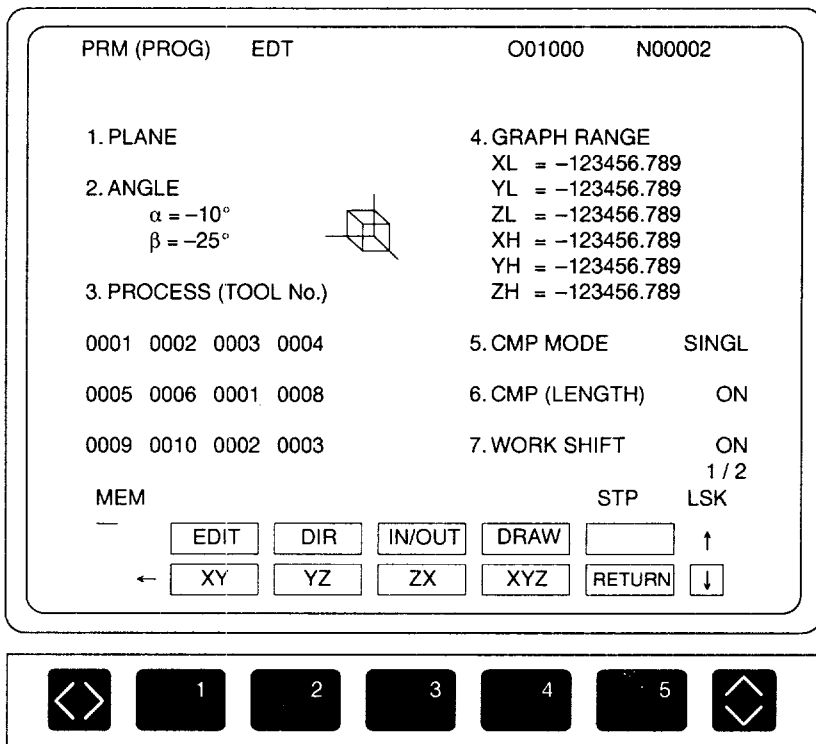 PRM (PROG) EDT O01000 N00002
1. PLANE
2. ANGLE
α = –10°
β = –25°
3. PROCESS (TOOL No.)
0001 0002 0003 0004
0005 0006 0001 0008
0009 0010 0002 0003
4. GRAPH RANGE
XL = –123456.789
YL = –123456.789
ZL = –123456.789
XH = –123456.789
YH = –123456.789
ZH = –123456.789
5. CMP MODE SINGL
6. CMP (LENGTH) ON
7. WORK SHIFT ON
1 / 2
MEM STP LSK
EDIT DIR IN/OUT DRAW ↑
← XY YZ ZX XYZ RETURN ↓
1 2 3 4 5